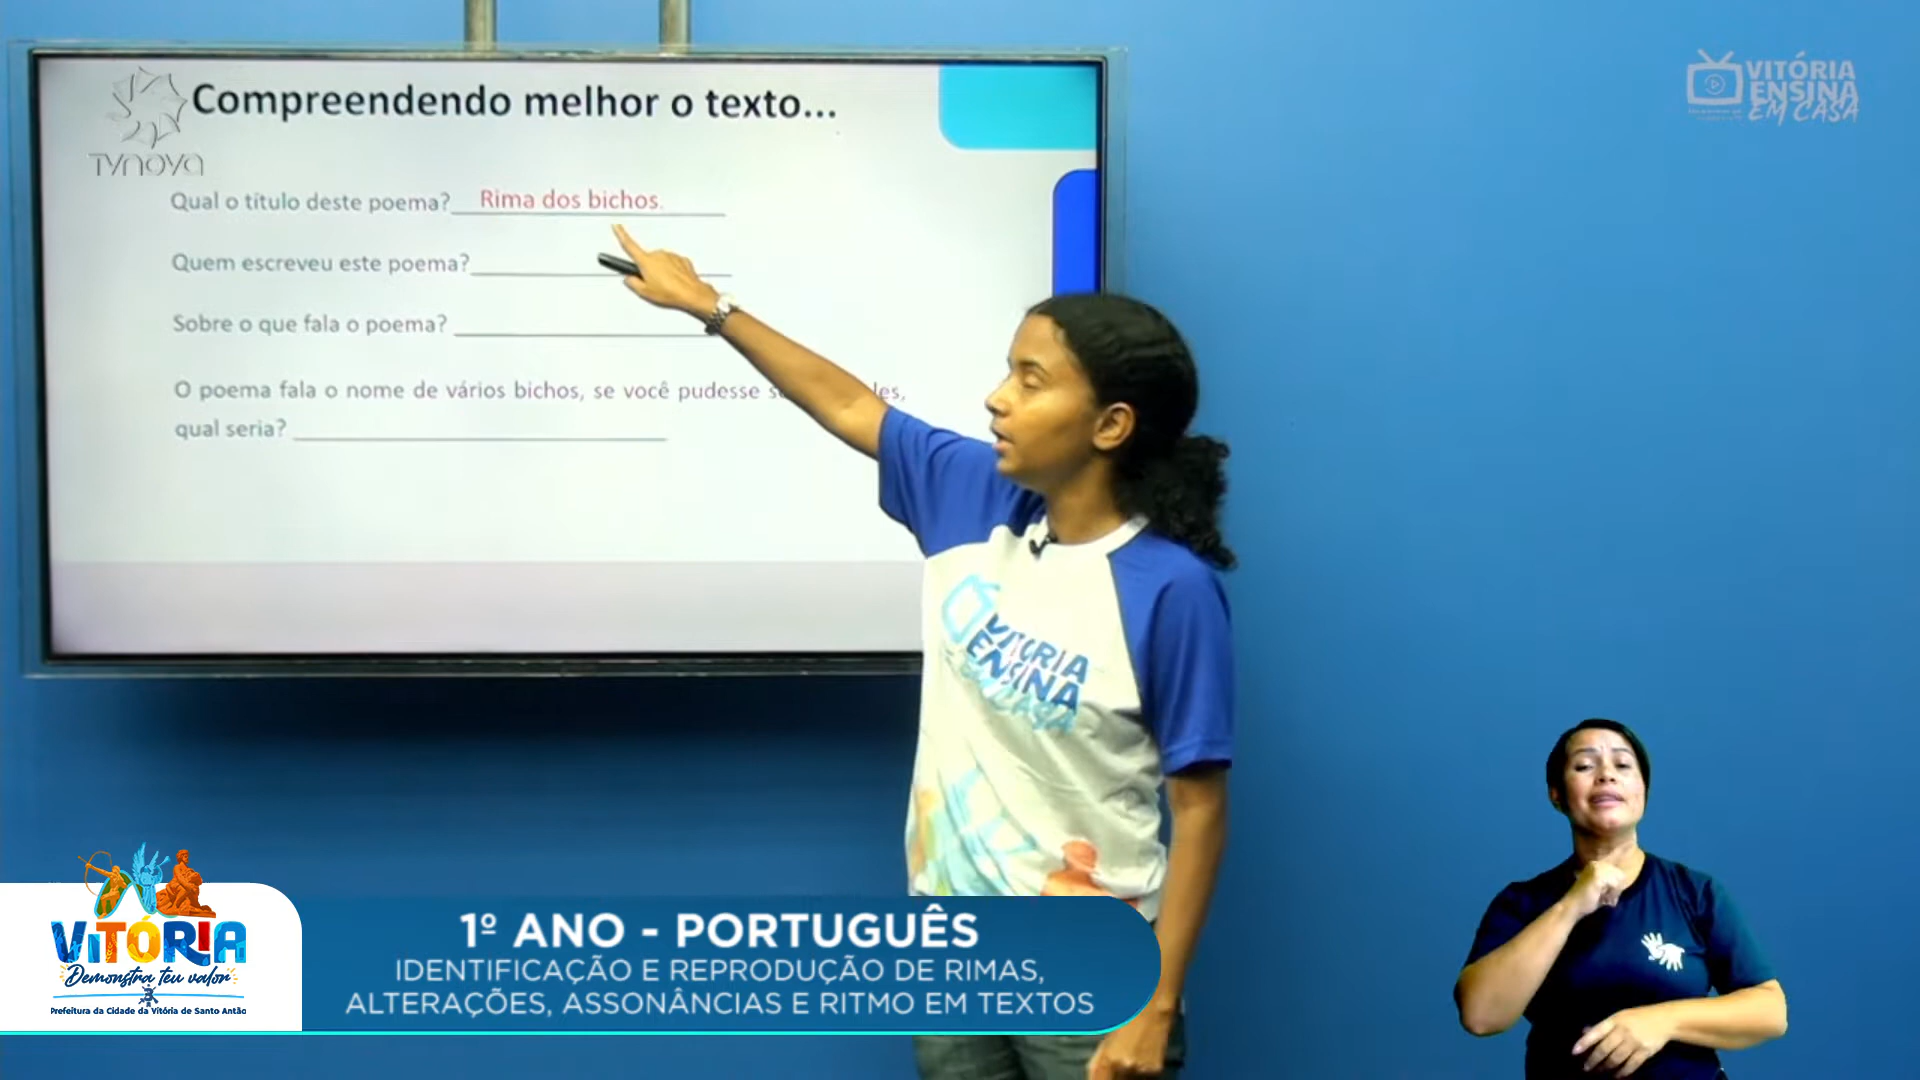 Compreendendo melhor o texto...
TYNOVA
Qual o título deste poema? Rima dos bichos.
Quem escreveu este poema?
Sobre o que fala o poema?
O poema fala o nome de vários bichos, se você pudesse les,
qual seria?
VITÓRIA
ENSINA
EM CASA
VITÓRIA
ENSINA
EM CASA
1º ANO - PORTUGUÊS
IDENTIFICAÇÃO E REPRODUÇÃO DE RIMAS,
ALTERAÇÕES, ASSONÂNCIAS E RITMO EM TEXTOS
VITÓRIA
Demonstra teu valor
Prefeitura da Cidade da Vitória de Santo Antão